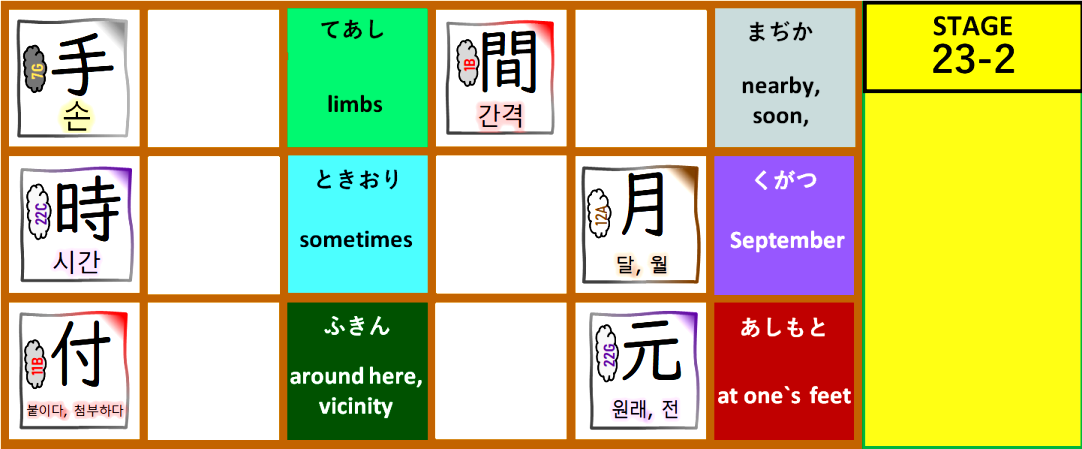 7G
手
손
てあし
limbs
1B
間
간격
まぢか
nearby,
soon,
STAGE
23-2
22C
時
시간
ときおり
sometimes
12A
月
달, 월
くがつ
September
11B
付
붙이다, 첨부하다
ふきん
around here,
vicinity
22G
元
원래, 전
あしもと
at one`s feet